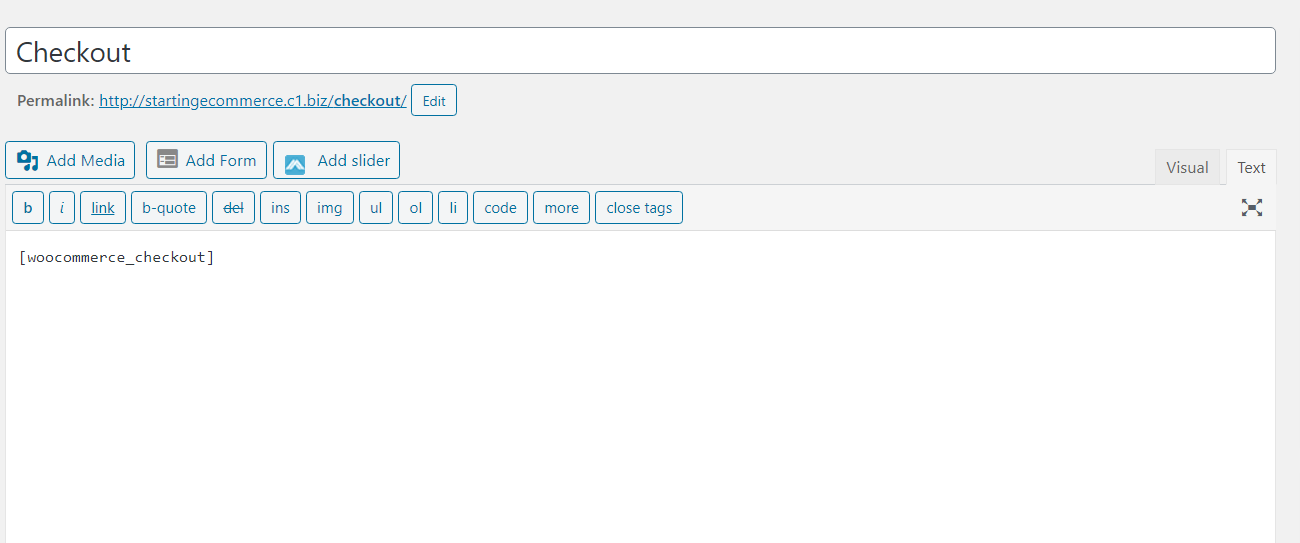 Checkout
Permalink: http://startingecommerce.c1.biz/checkout/ Edit
Add Media Add Form Add slider
Visual Text
b i link b-quote del ins img ul ol li code more close tags
[woocommerce_checkout]